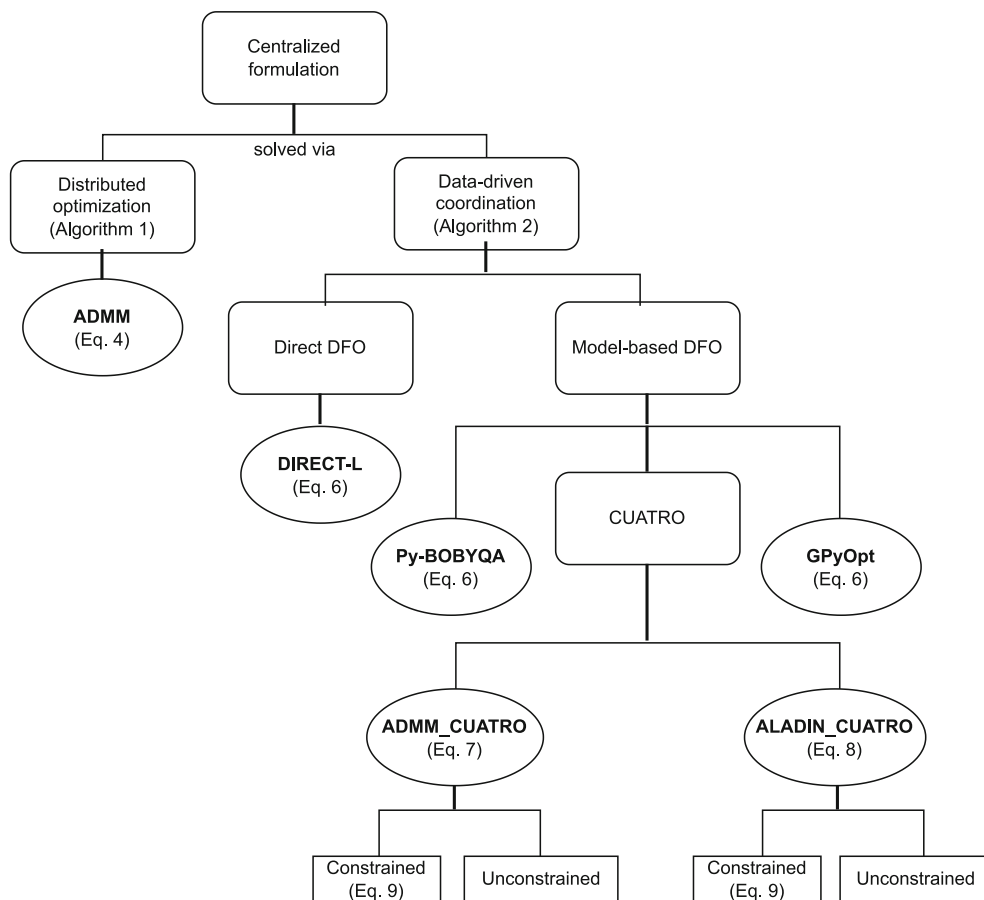 Centralized
formulation
solved via
Distributed
optimization
(Algorithm 1)
Data-driven
coordination
(Algorithm 2)
ADMM
(Eq. 4)
Direct DFO
Model-based DFO
DIRECT-L
(Eq. 6)
CUATRO
Py-BOBYQA
(Eq. 6)
GPyOpt
(Eq. 6)
ADMM_CUATRO
(Eq. 7)
ALADIN_CUATRO
(Eq. 8)
Constrained
(Eq. 9)
Unconstrained
Constrained
(Eq. 9)
Unconstrained